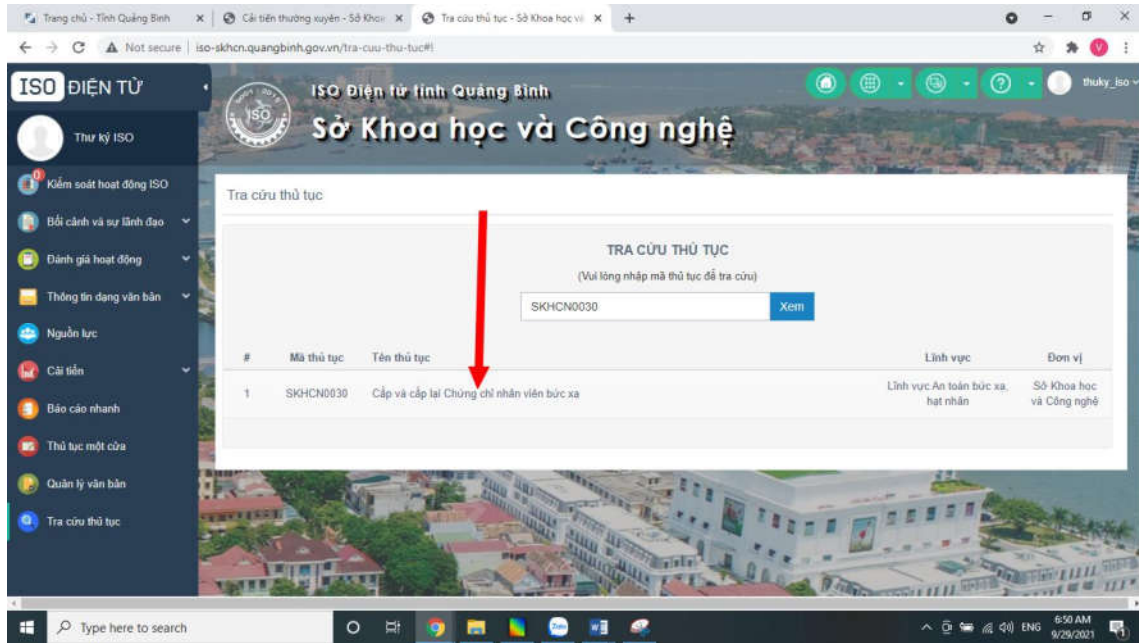 Trang chủ - Tỉnh Quảng Bình
Cải tiến thường xuyên - Sở Khoa
Tra cứu thủ tục - Sở Khoa học và
Not secure | iso-skhcn.quangbinh.gov.vn/tra-cuu-thu-tuc#!
ISO ĐIỆN TỬ
ISO Điện tử tỉnh Quảng Bình
thuky_iso
Sở Khoa học và Công nghệ
Thư ký ISO
0
Kiểm soát hoạt động ISO
Bối cảnh và sự lãnh đạo
Đánh giá hoạt động
Thông tin dạng văn bản
Nguồn lực
Cải tiến
Báo cáo nhanh
Thủ tục một cửa
Quản lý văn bản
Tra cứu thủ tục
Tra cứu thủ tục
TRA CỨU THỦ TỤC
(Vui lòng nhập mã thủ tục để tra cứu)
SKHCN0030 Xem
# Mã thủ tục Tên thủ tục Lĩnh vực Đơn vị
1 SKHCN0030 Cấp và cấp lại Chứng chỉ nhân viên bức xạ Lĩnh vực An toàn bức xạ, hạt nhân Sở Khoa học và Công nghệ
Type here to search
ENG
6:50 AM
9/29/2021